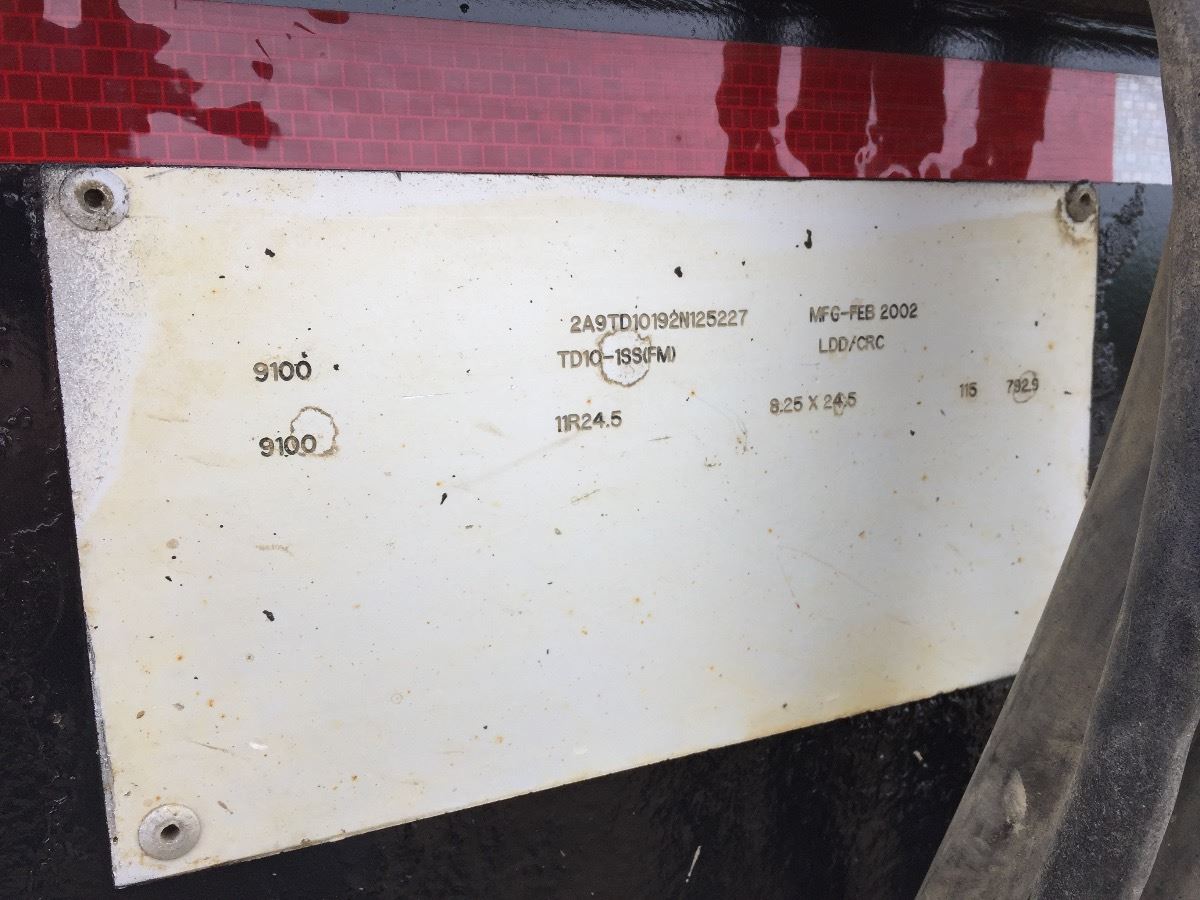 2A9TD10192N125227 MFG-FEB 2002
9100 TD10-1SS(FM) LDD/CRC
9100 11R24.5 8.25 X 24.5 115 792.9